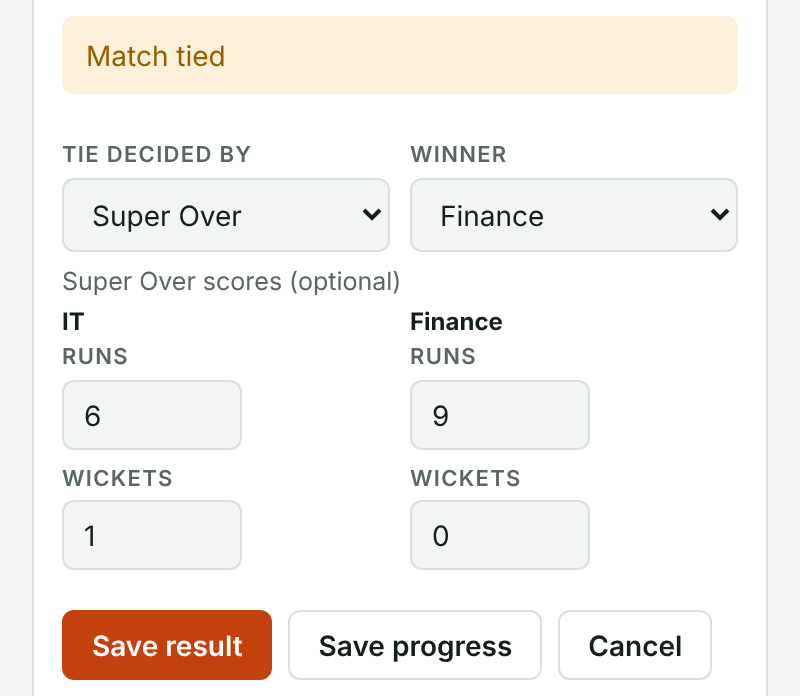 Match tied
TIE DECIDED BY WINNER
Super Over Finance
Super Over scores (optional)
IT Finance
RUNS RUNS
6 9
WICKETS WICKETS
1 0
Save result Save progress Cancel